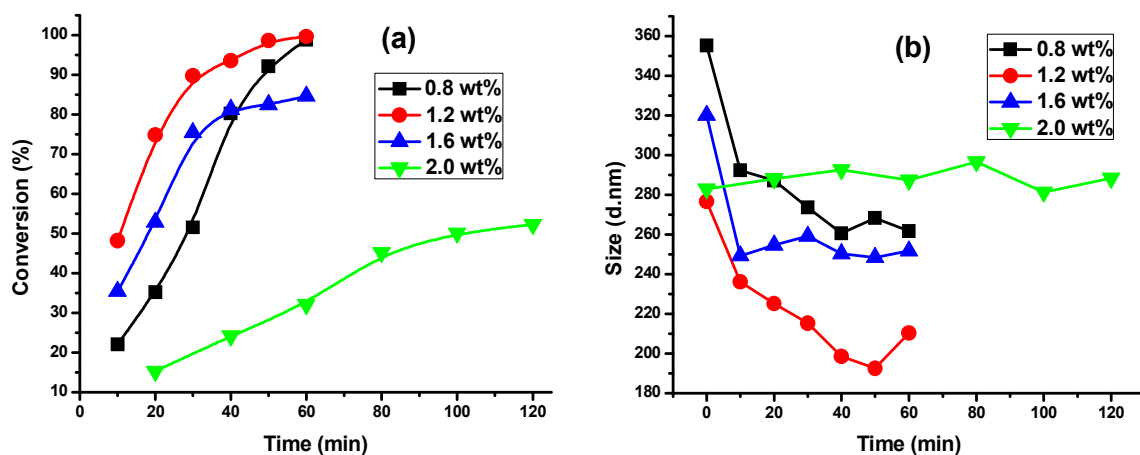 (a)
Conversion (%)
100
90
80
70
60
50
40
30
20
10
0 20 40 60 80 100 120
Time (min)
0.8 wt%
1.2 wt%
1.6 wt%
2.0 wt%
(b)
Size (d.nm)
360
340
320
300
280
260
240
220
200
180
0 20 40 60 80 100 120
Time (min)
0.8 wt%
1.2 wt%
1.6 wt%
2.0 wt%